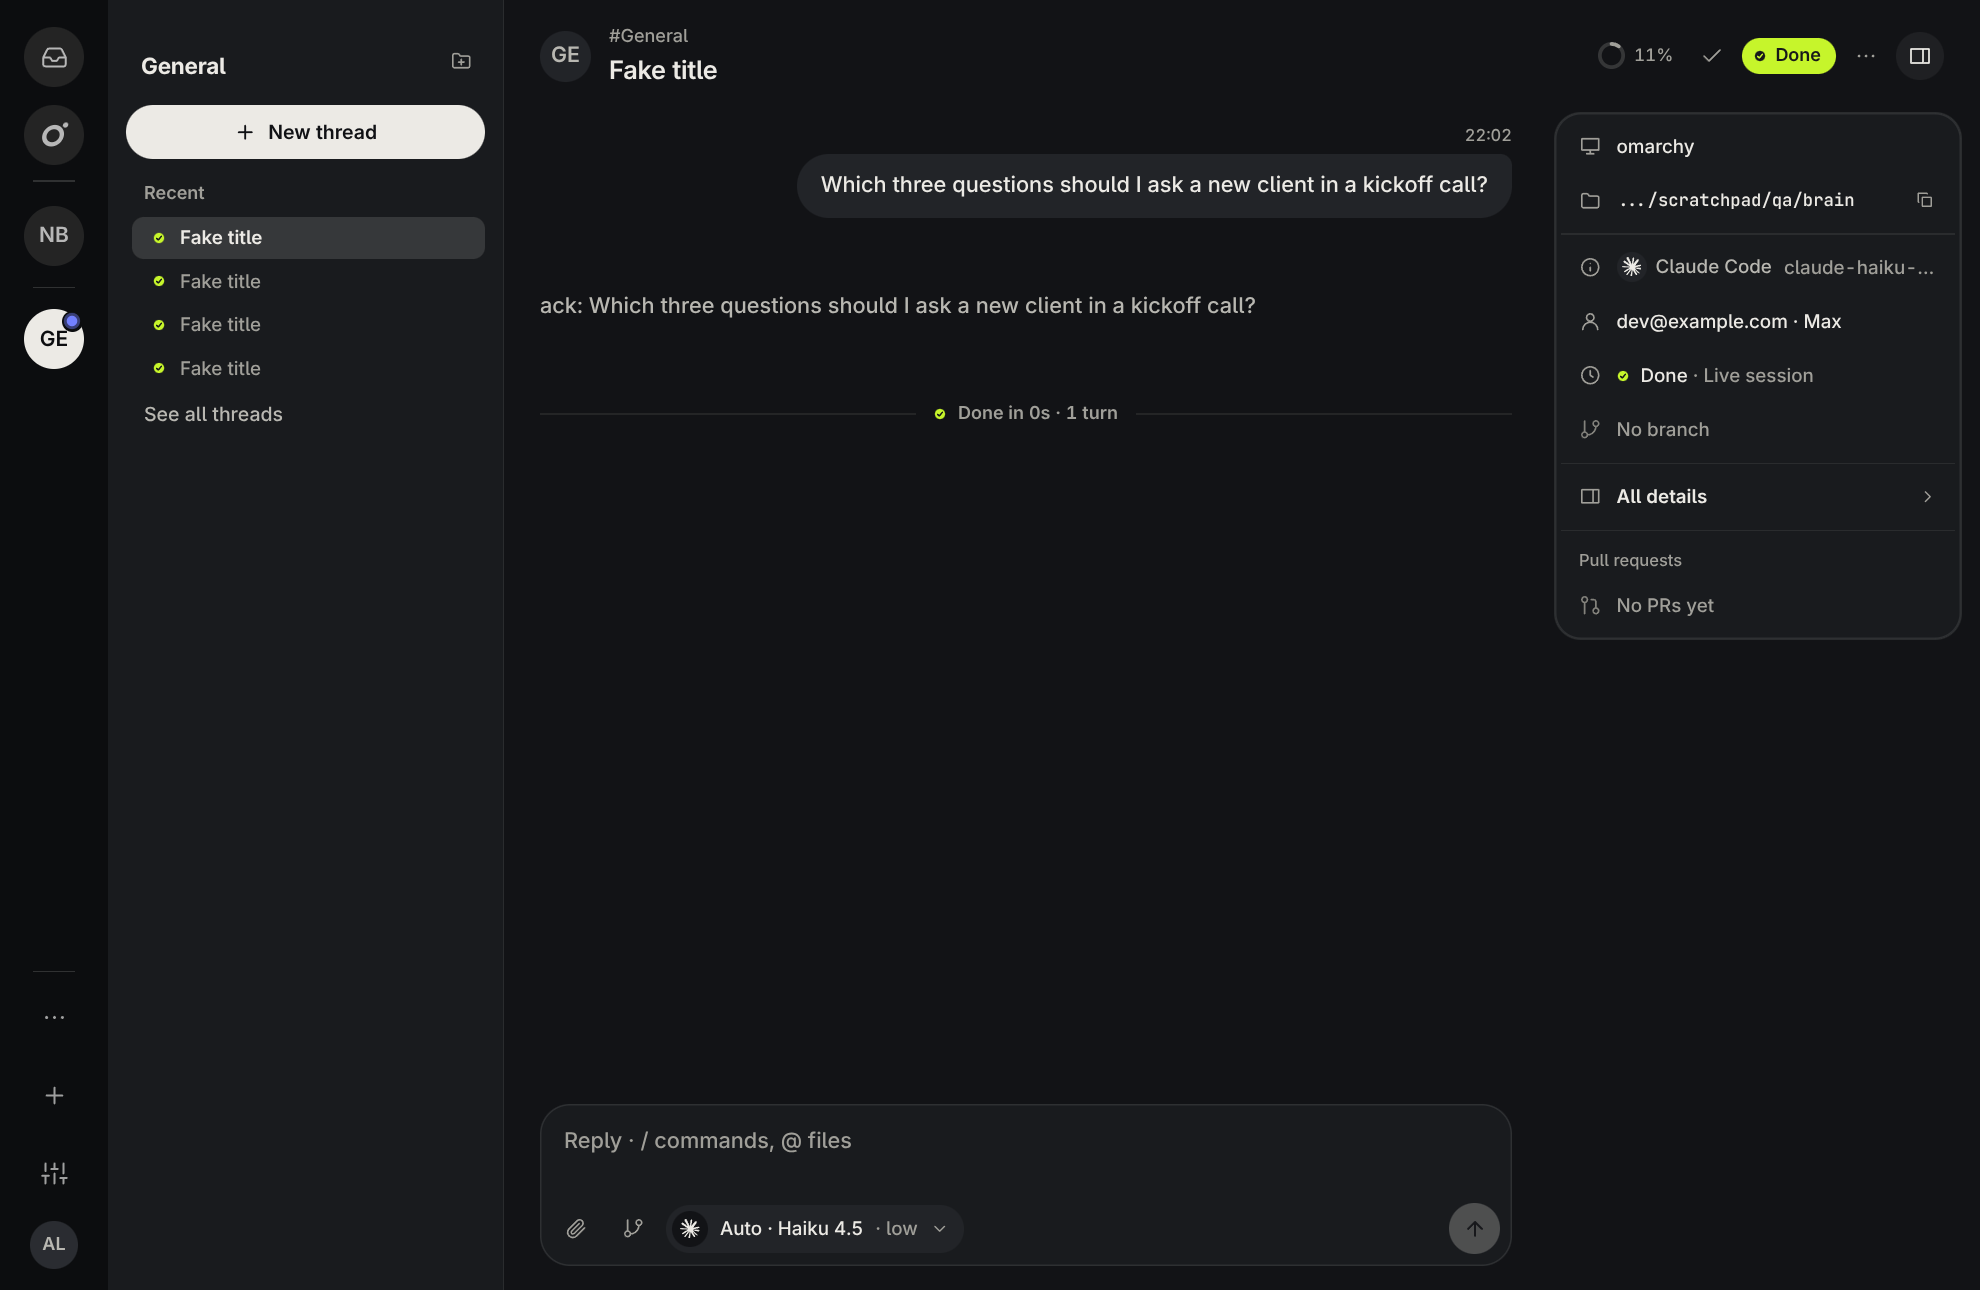 NB
GE
AL
General
New thread
Recent
Fake title
Fake title
Fake title
Fake title
See all threads
GE
#General
Fake title
11%
Done
22:02
Which three questions should I ask a new client in a kickoff call?
ack: Which three questions should I ask a new client in a kickoff call?
Done in 0s · 1 turn
Reply · / commands, @ files
Auto · Haiku 4.5 · low
omarchy
.../scratchpad/qa/brain
Claude Code claude-haiku-...
dev@example.com · Max
Done · Live session
No branch
All details
Pull requests
No PRs yet